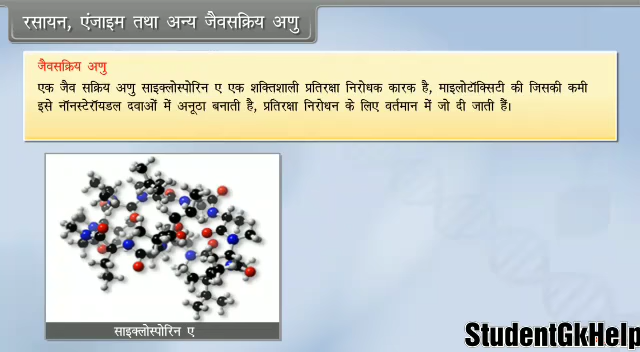 रसायन, एंजाइम तथा अन्य जैवसक्रिय अणु
जैवसक्रिय अणु
एक जैव सक्रिय अणु साइक्लोस्पोरिन ए एक शक्तिशाली प्रतिरक्षा निरोधक कारक है, माइलोटॉक्सिटी की जिसकी कमी
इसे नॉनस्टेरॉयडल दवाओं में अनूठा बनाती है, प्रतिरक्षा निरोधन के लिए वर्तमान में जो दी जाती हैं।
साइक्लोस्पोरिन ए
StudentGkHelp